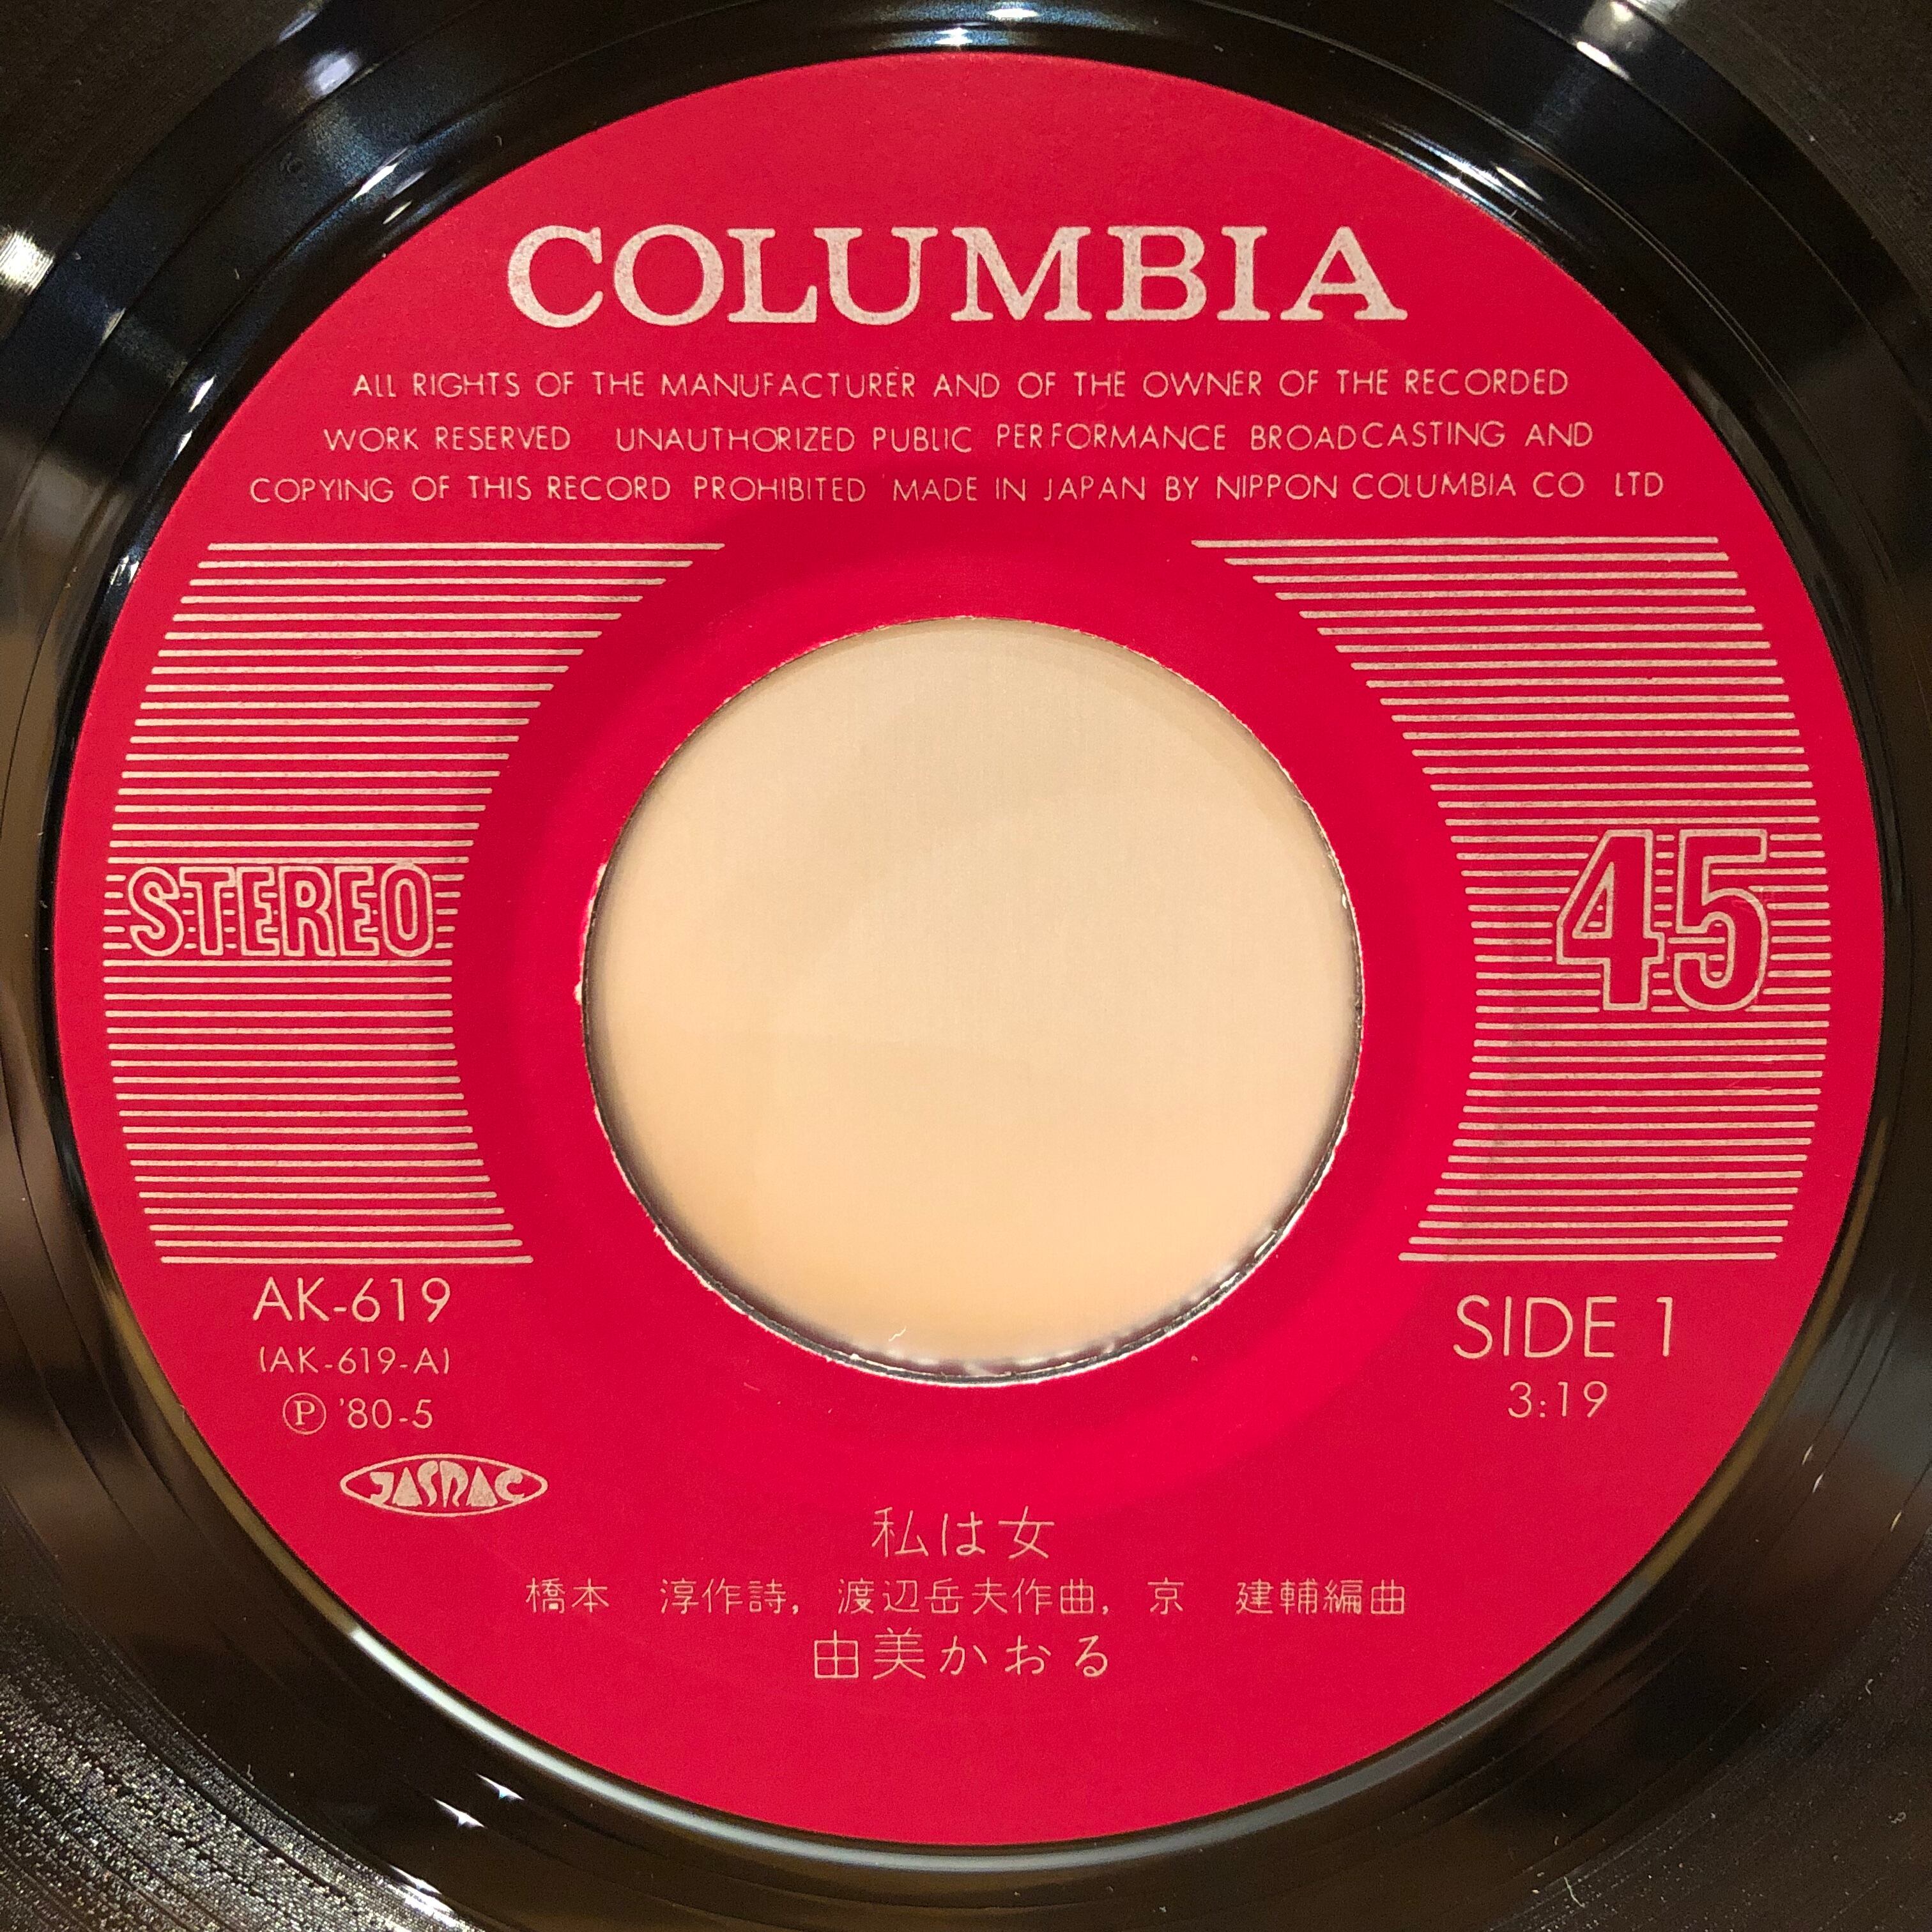 COLUMBIA
ALL RIGHTS OF THE MANUFACTURER AND OF THE OWNER OF THE RECORDED
WORK RESERVED UNAUTHORIZED PUBLIC PERFORMANCE BROADCASTING AND
COPYING OF THIS RECORD PROHIBITED MADE IN JAPAN BY NIPPON COLUMBIA CO LTD
STEREO
45
AK-619
(AK-619-A)
Ⓟ '80-5
JASRAC
SIDE 1
3:19
私は女
橋本 淳作詩, 渡辺岳夫作曲, 京 建輔編曲
由美かおる